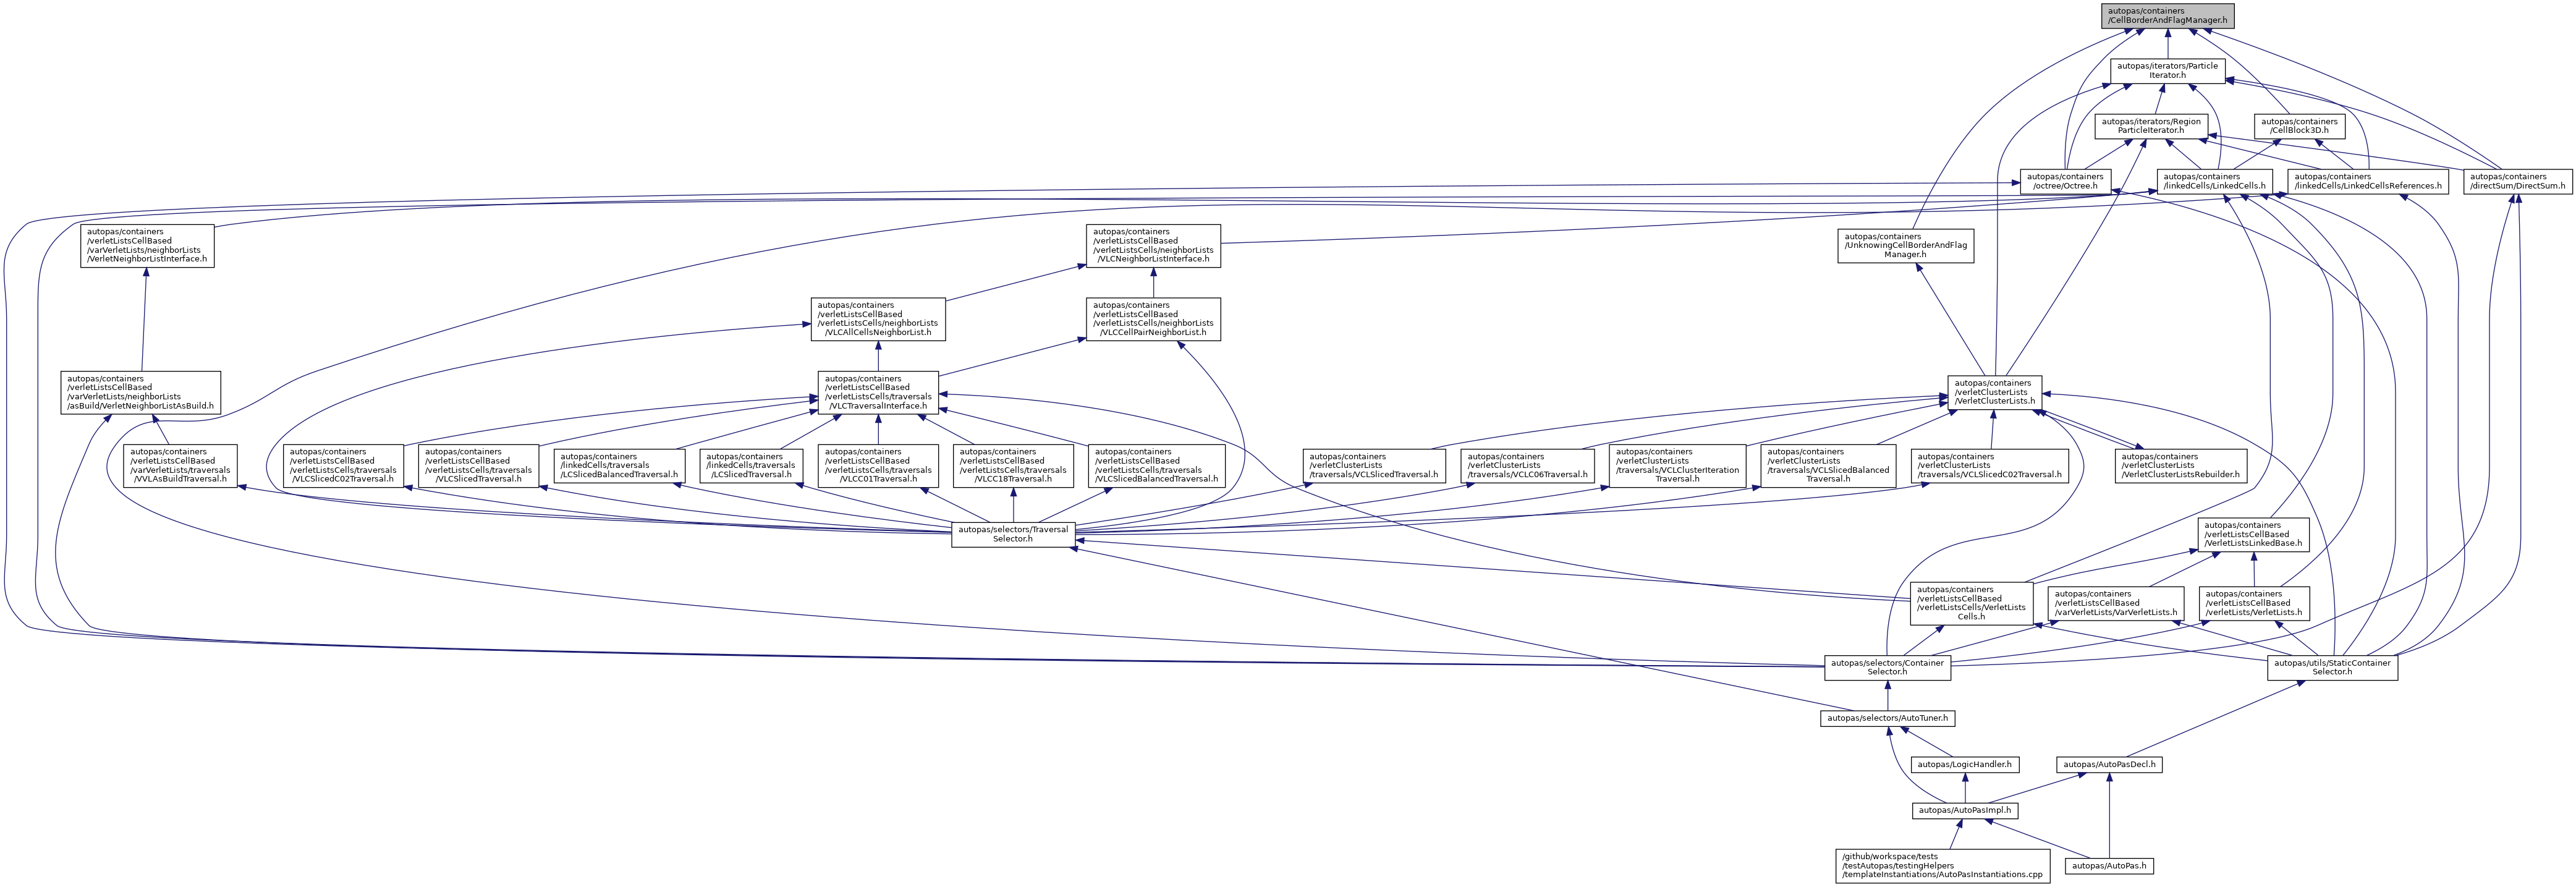 autopas/containers
/CellBorderAndFlagManager.h
autopas/iterators/Particle
Iterator.h
autopas/iterators/Region
ParticleIterator.h
autopas/containers
/CellBlock3D.h
autopas/containers
/octree/Octree.h
autopas/containers
/linkedCells/LinkedCells.h
autopas/containers
/linkedCells/LinkedCellsReferences.h
autopas/containers
/directSum/DirectSum.h
autopas/containers
/verletListsCellBased
/varVerletLists/neighborLists
/VerletNeighborListInterface.h
autopas/containers
/verletListsCellBased
/verletListsCells/neighborLists
/VLCNeighborListInterface.h
autopas/containers
/UnknowingCellBorderAndFlag
Manager.h
autopas/containers
/verletListsCellBased
/verletListsCells/neighborLists
/VLCAllCellsNeighborList.h
autopas/containers
/verletListsCellBased
/verletListsCells/neighborLists
/VLCCellPairNeighborList.h
autopas/containers
/verletListsCellBased
/varVerletLists/neighborLists
/asBuild/VerletNeighborListAsBuild.h
autopas/containers
/verletListsCellBased
/verletListsCells/traversals
/VLCTraversalInterface.h
autopas/containers
/verletClusterLists
/VerletClusterLists.h
autopas/containers
/verletListsCellBased
/varVerletLists/traversals
/VVLAsBuildTraversal.h
autopas/containers
/verletListsCellBased
/verletListsCells/traversals
/VLCSlicedC02Traversal.h
autopas/containers
/verletListsCellBased
/verletListsCells/traversals
/VLCSlicedTraversal.h
autopas/containers
/linkedCells/traversals
/LCSlicedBalancedTraversal.h
autopas/containers
/linkedCells/traversals
/LCSlicedTraversal.h
autopas/containers
/verletListsCellBased
/verletListsCells/traversals
/VLCC01Traversal.h
autopas/containers
/verletListsCellBased
/verletListsCells/traversals
/VLCC18Traversal.h
autopas/containers
/verletListsCellBased
/verletListsCells/traversals
/VLCSlicedBalancedTraversal.h
autopas/containers
/verletClusterLists
/traversals/VCLSlicedTraversal.h
autopas/containers
/verletClusterLists
/traversals/VCLC06Traversal.h
autopas/containers
/verletClusterLists
/traversals/VCLClusterIteration
Traversal.h
autopas/containers
/verletClusterLists
/traversals/VCLSlicedBalanced
Traversal.h
autopas/containers
/verletClusterLists
/traversals/VCLSlicedC02Traversal.h
autopas/containers
/verletClusterLists
/VerletClusterListsRebuilder.h
autopas/selectors/Traversal
Selector.h
autopas/containers
/verletListsCellBased
/VerletListsLinkedBase.h
autopas/containers
/verletListsCellBased
/verletListsCells/VerletLists
Cells.h
autopas/containers
/verletListsCellBased
/varVerletLists/VarVerletLists.h
autopas/containers
/verletListsCellBased
/verletLists/VerletLists.h
autopas/selectors/Container
Selector.h
autopas/utils/StaticContainer
Selector.h
autopas/selectors/AutoTuner.h
autopas/LogicHandler.h
autopas/AutoPasDecl.h
autopas/AutoPasImpl.h
/github/workspace/tests
/testAutopas/testingHelpers
/templateInstantiations/AutoPasInstantiations.cpp
autopas/AutoPas.h